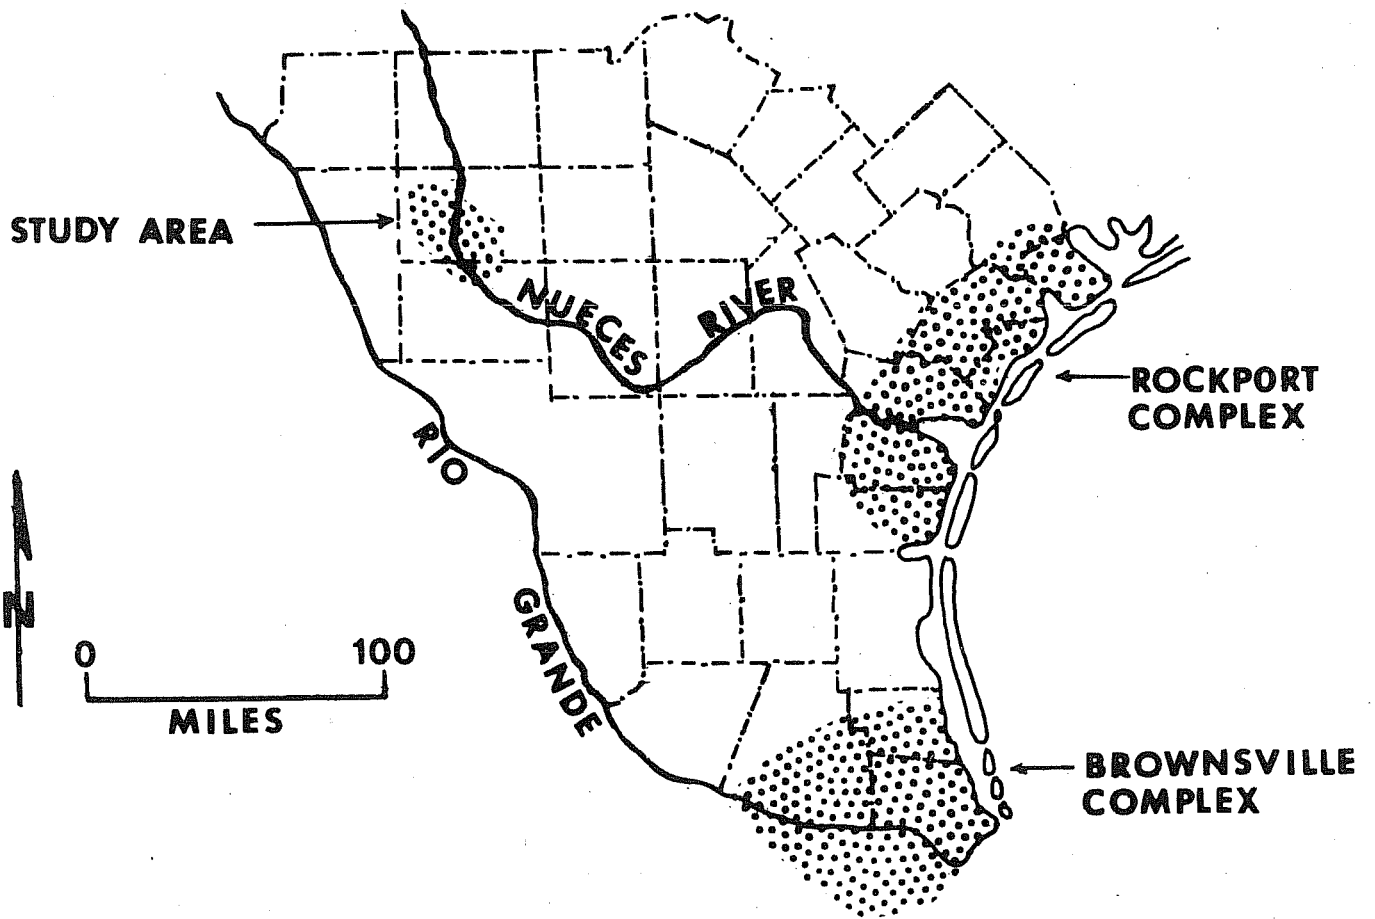 STUDY AREA
NUECES RIVER
ROCKPORT
COMPLEX
RIO GRANDE
N
0 100
MILES
BROWNSVILLE
COMPLEX